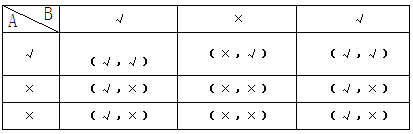 A B √ × √
√ (√,√) (×,√) (√,√)
× (√,×) (×,×) (√,×)
× (√,×) (×,×) (√,×)